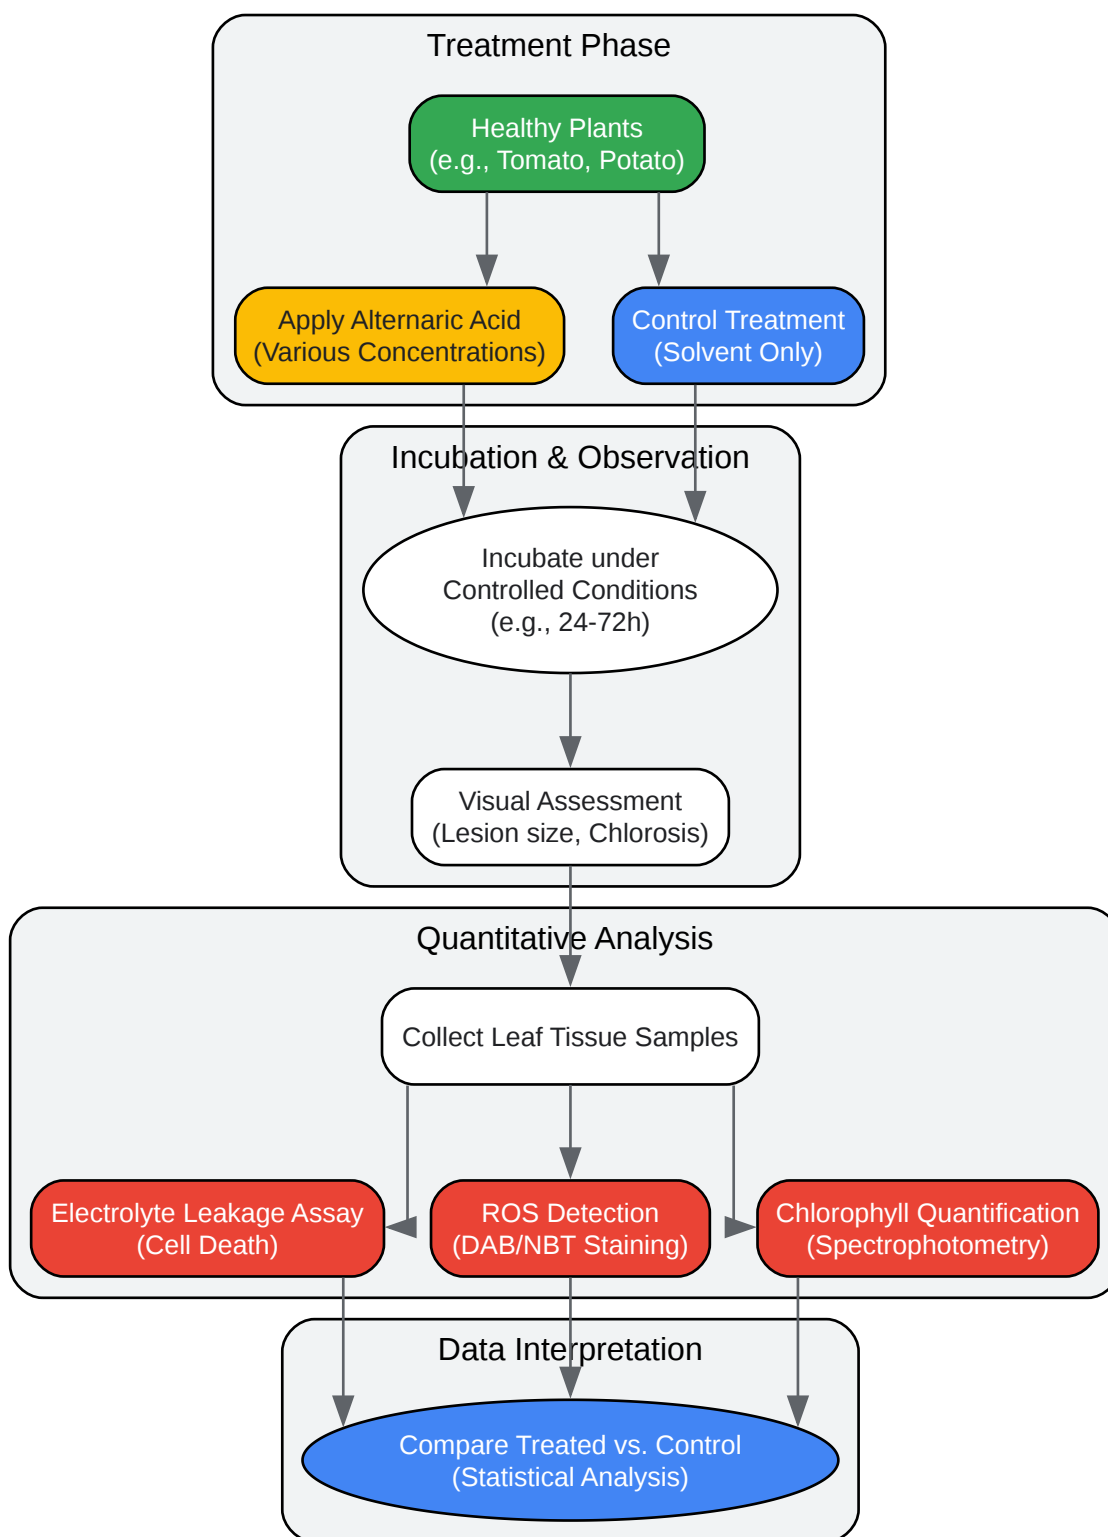 Treatment Phase
Healthy Plants
(e.g., Tomato, Potato)
Apply Alternaric Acid
(Various Concentrations)
Control Treatment
(Solvent Only)
Incubation & Observation
Incubate under
Controlled Conditions
(e.g., 24-72h)
Visual Assessment
(Lesion size, Chlorosis)
Quantitative Analysis
Collect Leaf Tissue Samples
Electrolyte Leakage Assay
(Cell Death)
ROS Detection
(DAB/NBT Staining)
Chlorophyll Quantification
(Spectrophotometry)
Data Interpretation
Compare Treated vs. Control
(Statistical Analysis)